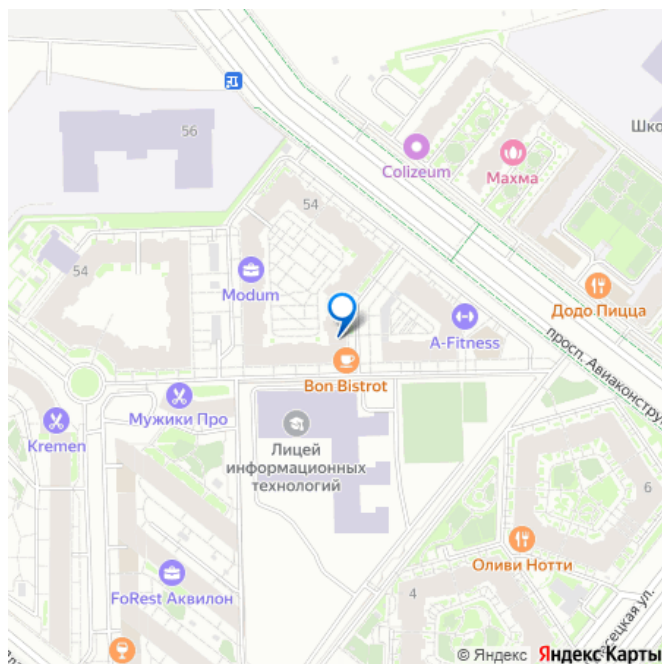 56
Colizeum
Махма
Шко
54
54
Modum
Додо Пицца
A-Fitness
просп. Авиаконстру
Bon Bistrot
Мужики Про
Kremen
Лицей
информационных
технологий
6
Оливи Нотти
FoRest Аквилон
4
сецкая ул.
© Яндекс Яндекс Карты